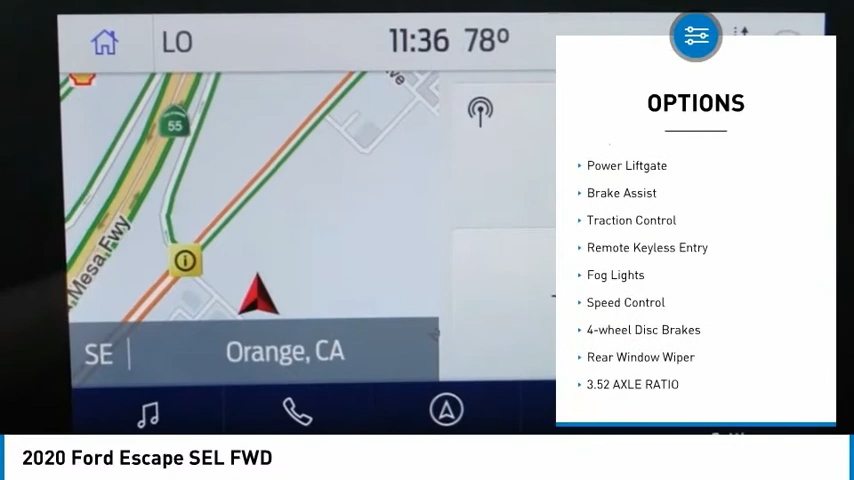 LO
11:36 78°
55
Mesa Fwy
ve
i
SE
Orange, CA
OPTIONS
Power Liftgate
Brake Assist
Traction Control
Remote Keyless Entry
Fog Lights
Speed Control
4-wheel Disc Brakes
Rear Window Wiper
3.52 AXLE RATIO
2020 Ford Escape SEL FWD